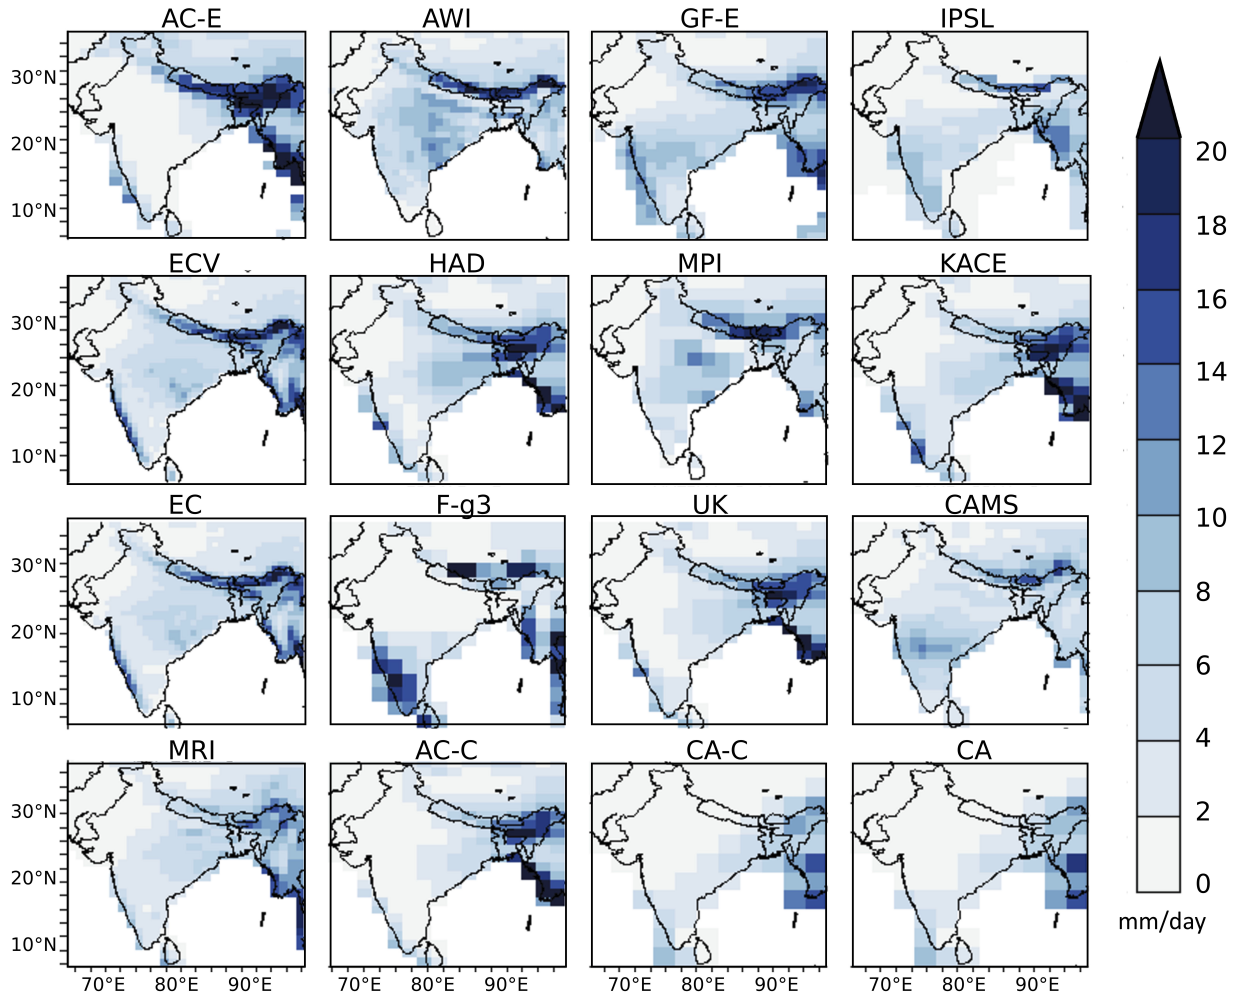 AC-E AWI GF-E IPSL
30°N
20°N
10°N
ECV HAD MPI KACE
30°N
20°N
10°N
EC F-g3 UK CAMS
30°N
20°N
10°N
MRI AC-C CA-C CA
30°N
20°N
10°N
70°E 80°E 90°E 70°E 80°E 90°E 70°E 80°E 90°E 70°E 80°E 90°E
20
18
16
14
12
10
8
6
4
2
0
mm/day